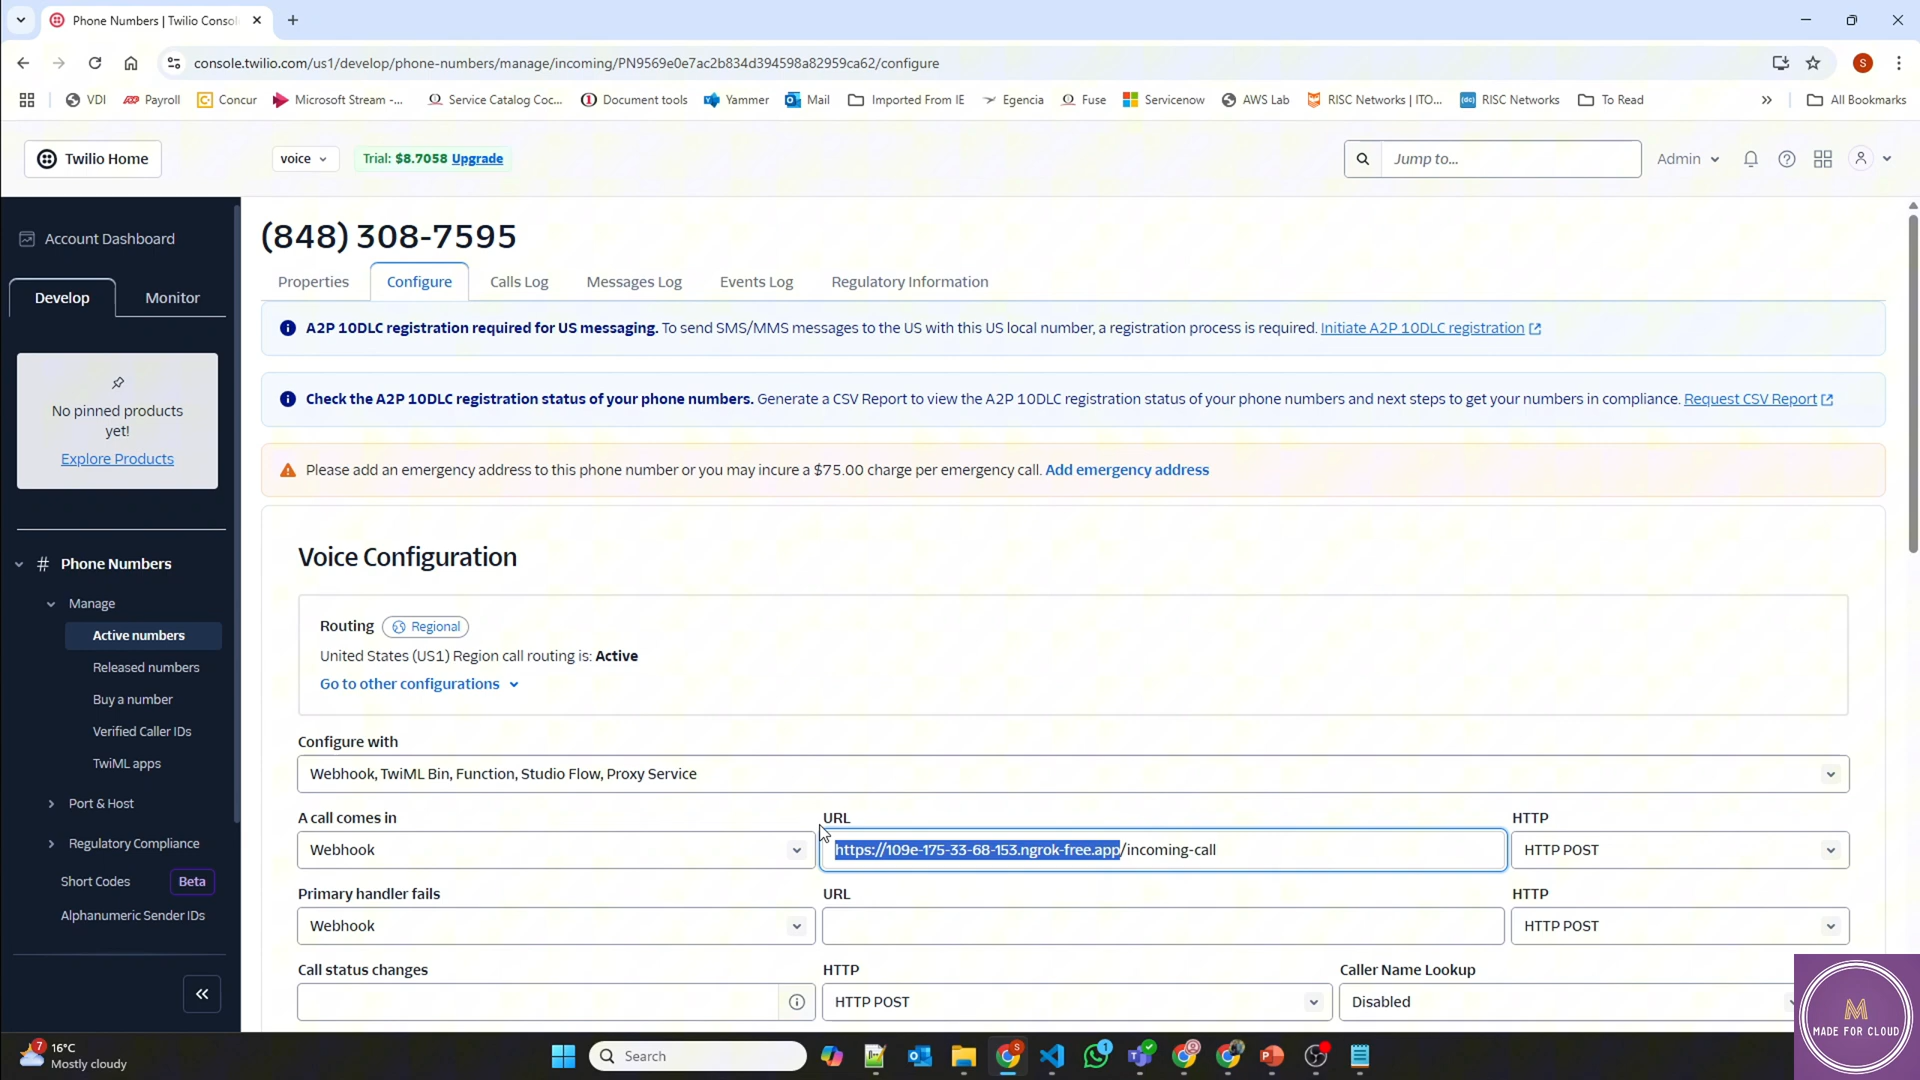 Phone Numbers | Twilio Consol
console.twilio.com/us1/develop/phone-numbers/manage/incoming/PN9569e0e7ac2b834d394598a82959ca62/configure
S
VDI
Payroll
Concur
Microsoft Stream -...
Service Catalog Coc...
Document tools
Yammer
Mail
Imported From IE
Egencia
Fuse
Servicenow
AWS Lab
RISC Networks | ITO...
RISC Networks
To Read
All Bookmarks
Twilio Home
voice
Trial: $8.7058 Upgrade
Jump to...
Admin
Account Dashboard
Develop
Monitor
No pinned products
yet!
Explore Products
Phone Numbers
Manage
Active numbers
Released numbers
Buy a number
Verified Caller IDs
TwiML apps
Port & Host
Regulatory Compliance
Short Codes
Beta
Alphanumeric Sender IDs
(848) 308-7595
Properties
Configure
Calls Log
Messages Log
Events Log
Regulatory Information
A2P 10DLC registration required for US messaging. To send SMS/MMS messages to the US with this US local number, a registration process is required. Initiate A2P 10DLC registration
Check the A2P 10DLC registration status of your phone numbers. Generate a CSV Report to view the A2P 10DLC registration status of your phone numbers and next steps to get your numbers in compliance. Request CSV Report
Please add an emergency address to this phone number or you may incure a $75.00 charge per emergency call. Add emergency address
Voice Configuration
Routing
Regional
United States (US1) Region call routing is: Active
Go to other configurations
Configure with
Webhook, TwiML Bin, Function, Studio Flow, Proxy Service
A call comes in
URL
HTTP
Webhook
https://109e-175-33-68-153.ngrok-free.app/incoming-call
HTTP POST
Primary handler fails
URL
HTTP
Webhook
HTTP POST
Call status changes
HTTP
Caller Name Lookup
HTTP POST
Disabled
M
MADE FOR CLOUD
7
16°C
Mostly cloudy
Search
S
1